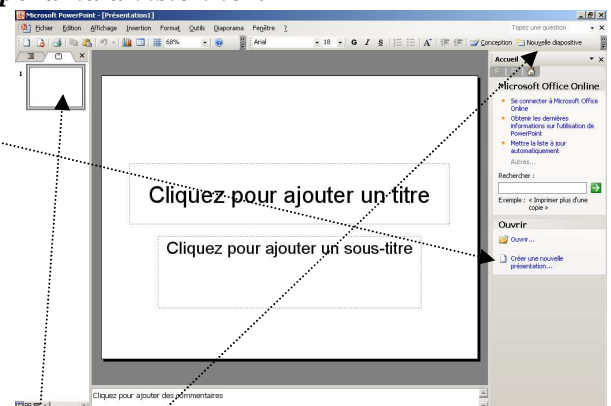 Microsoft PowerPoint - [Présentation1]
Fichier Edition Affichage Insertion Format Outils Diaporama Fenêtre ? Tapez une question
68% Arial 18 G I S Conception Nouvelle diapositive
Accueil
1
Microsoft Office Online
Se connecter à Microsoft Office
Online
Obtenir les dernières
informations sur l'utilisation de
PowerPoint
Mettre la liste à jour
automatiquement
Autres...
Rechercher :
Exemple : « Imprimer plus d'une
copie »
Cliquez pour ajouter un titre
Cliquez pour ajouter un sous-titre
Ouvrir
Ouvrir...
Créer une nouvelle
présentation...
Cliquez pour ajouter des commentaires